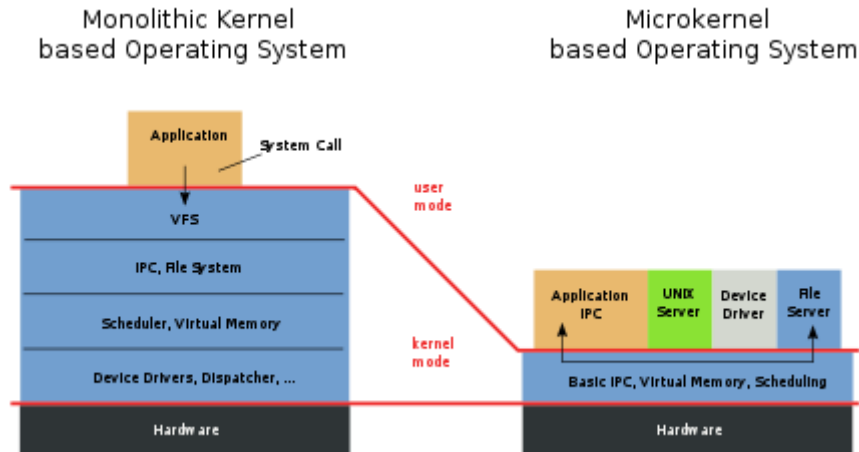 Monolithic Kernel
based Operating System
Application
System Call
VFS
IPC, File System
Scheduler, Virtual Memory
Device Drivers, Dispatcher, ...
Hardware
user
mode
kernel
mode
Microkernel
based Operating System
Application
IPC
UNIX
Server
Device
Driver
File
Server
Basic IPC, Virtual Memory, Scheduling
Hardware